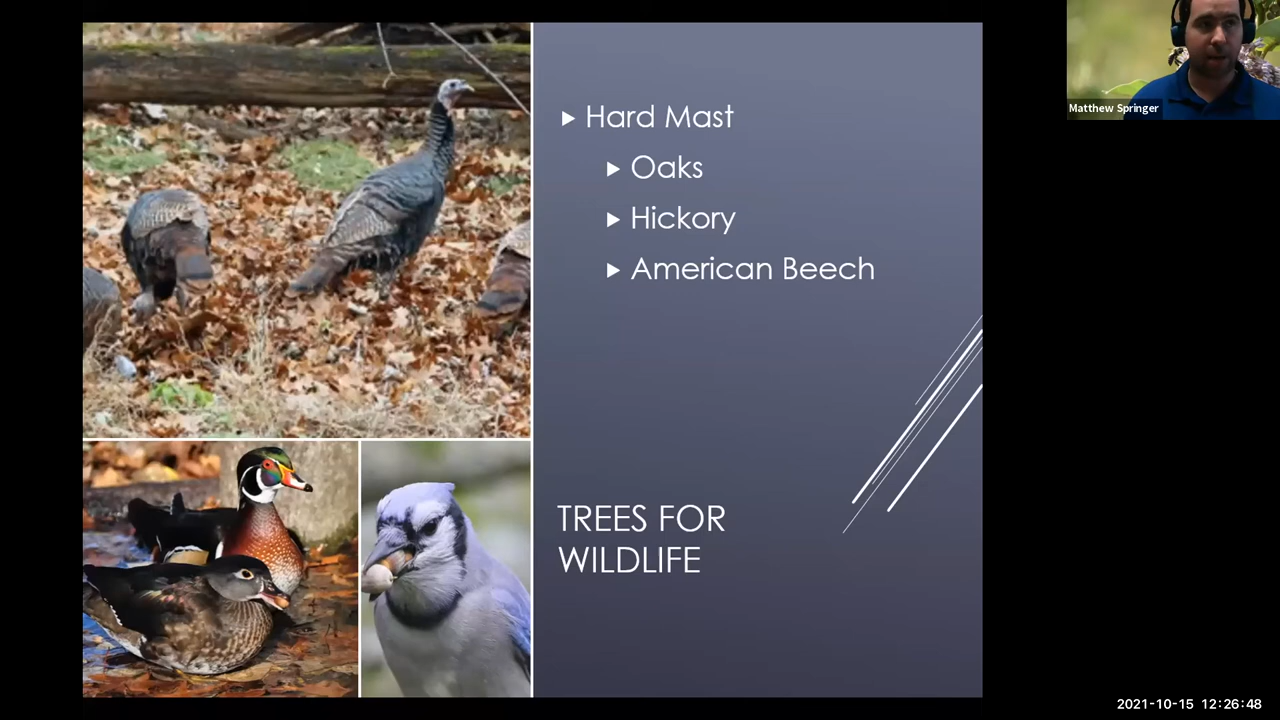 Hard Mast
Oaks
Hickory
American Beech
TREES FOR
WILDLIFE
Matthew Springer
2021-10-15 12:26:48